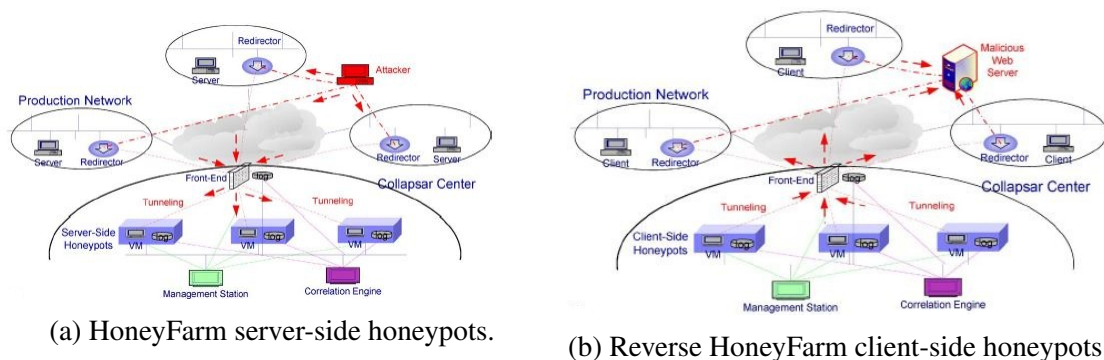 Redirector
Server
Attacker
Production Network
Server
Redirector
Redirector
Server
Collapsar Center
Front-End
log
Tunneling
Tunneling
Server-Side
Honeypots
VM
log
VM
log
VM
log
Management Station
Correlation Engine
(a) HoneyFarm server-side honeypots.
Redirector
Client
Malicious
Web
Server
Production Network
Client
Redirector
Redirector
Client
Collapsar Center
Front-End
log
Tunneling
Tunneling
Client-Side
Honeypots
VM
log
VM
log
VM
log
Management Station
Correlation Engine
(b) Reverse HoneyFarm client-side honeypots